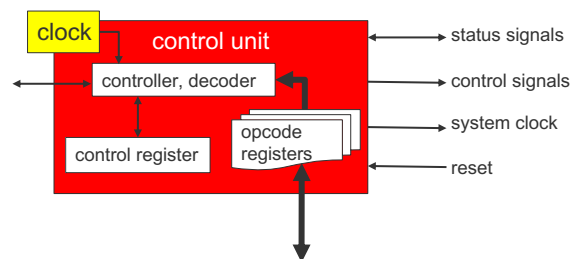 clock
control unit
controller, decoder
control register
opcode
registers
status signals
control signals
system clock
reset